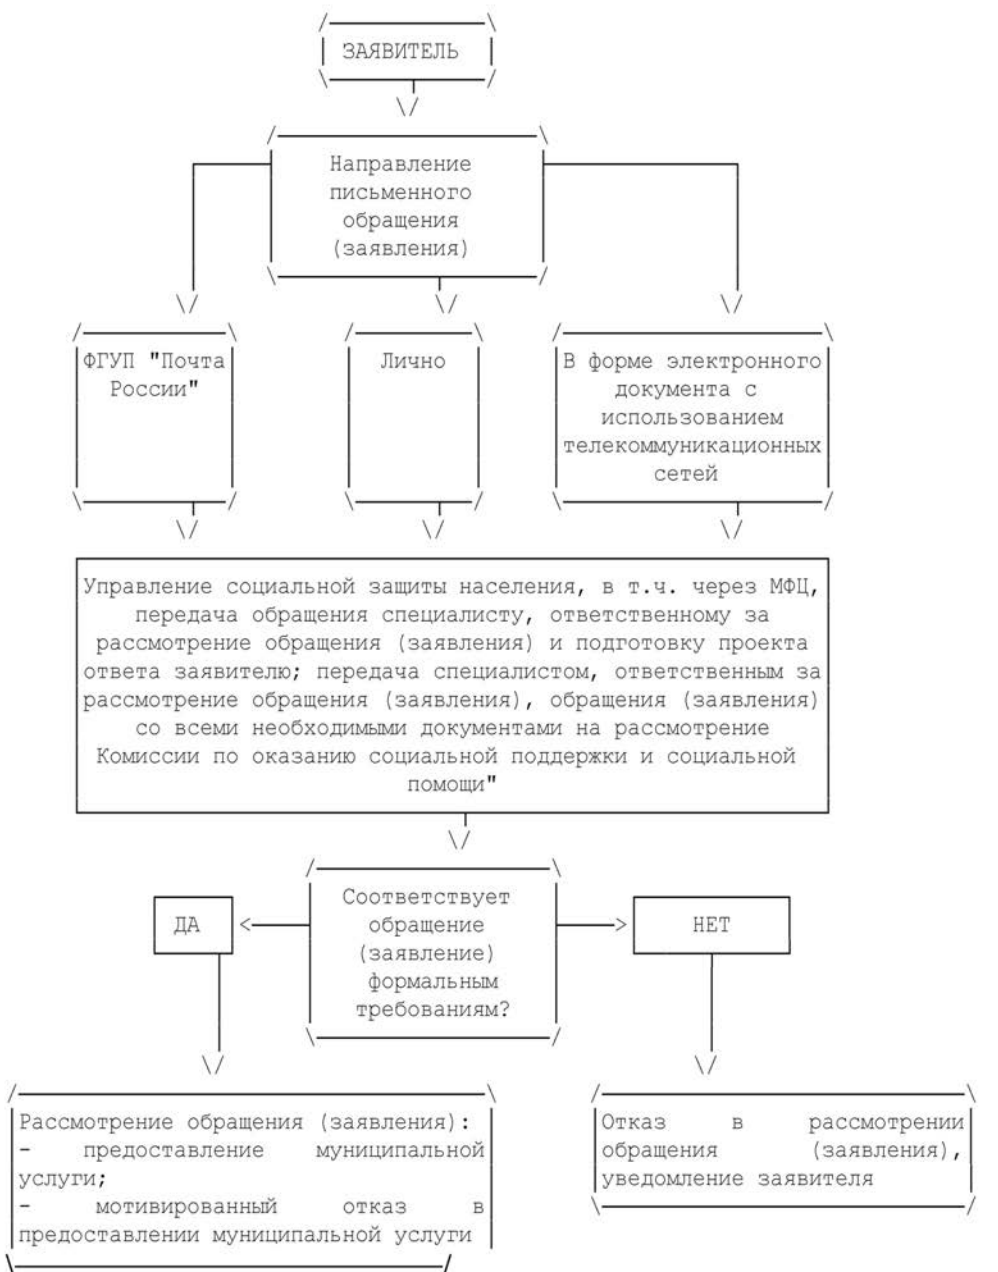 ЗАЯВИТЕЛЬ
Направление
письменного
обращения
(заявления)
ФГУП "Почта
России"
Лично
В форме электронного
документа с
использованием
телекоммуникационных
сетей
Управление социальной защиты населения, в т.ч. через МФЦ,
передача обращения специалисту, ответственному за
рассмотрение обращения (заявления) и подготовку проекта
ответа заявителю; передача специалистом, ответственным за
рассмотрение обращения (заявления), обращения (заявления)
со всеми необходимыми документами на рассмотрение
Комиссии по оказанию социальной поддержки и социальной
помощи"
Соответствует
обращение
(заявление)
формальным
требованиям?
ДА
НЕТ
Рассмотрение обращения (заявления):
- предоставление муниципальной
услуги;
- мотивированный отказ в
предоставлении муниципальной услуги
Отказ в рассмотрении
обращения (заявления),
уведомление заявителя